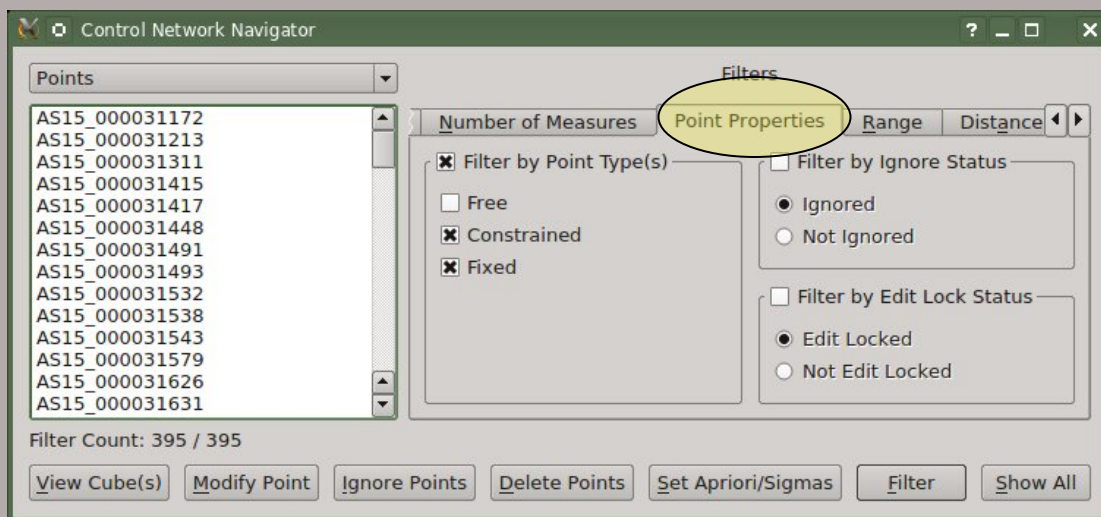 Control Network Navigator
Points
Filters
AS15_000031172
AS15_000031213
AS15_000031311
AS15_000031415
AS15_000031417
AS15_000031448
AS15_000031491
AS15_000031493
AS15_000031532
AS15_000031538
AS15_000031543
AS15_000031579
AS15_000031626
AS15_000031631
Number of Measures Point Properties Range Distance
Filter by Point Type(s)
Free
Constrained
Fixed
Filter by Ignore Status
Ignored
Not Ignored
Filter by Edit Lock Status
Edit Locked
Not Edit Locked
Filter Count: 395 / 395
View Cube(s) Modify Point Ignore Points Delete Points Set Apriori/Sigmas Filter Show All